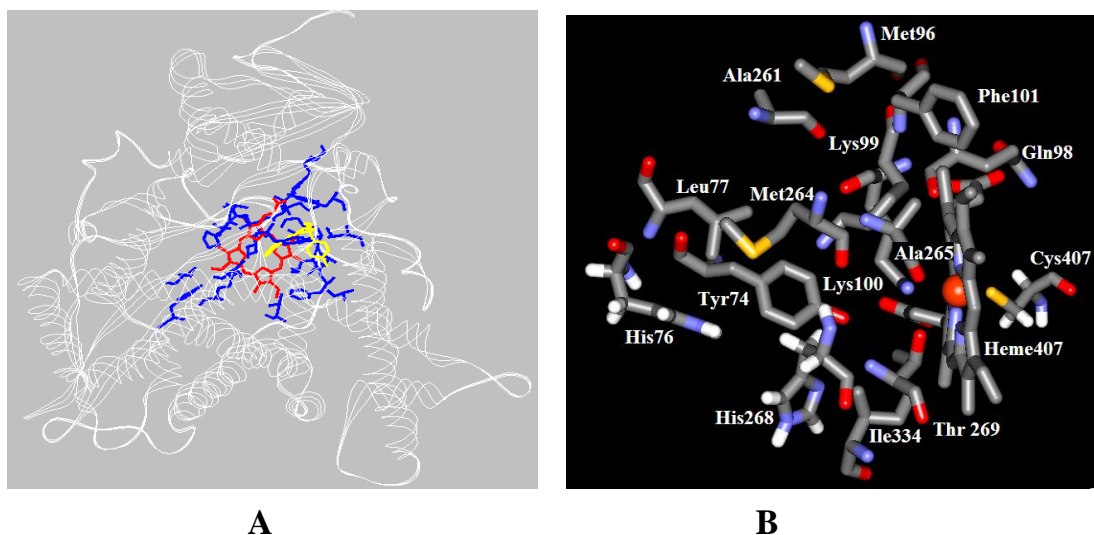 Met96
Ala261
Phe101
Lys99
Gln98
Leu77
Met264
Ala265
Cys407
Lys100
Tyr74
His76
Heme407
His268
Ile334
Thr 269
A
B